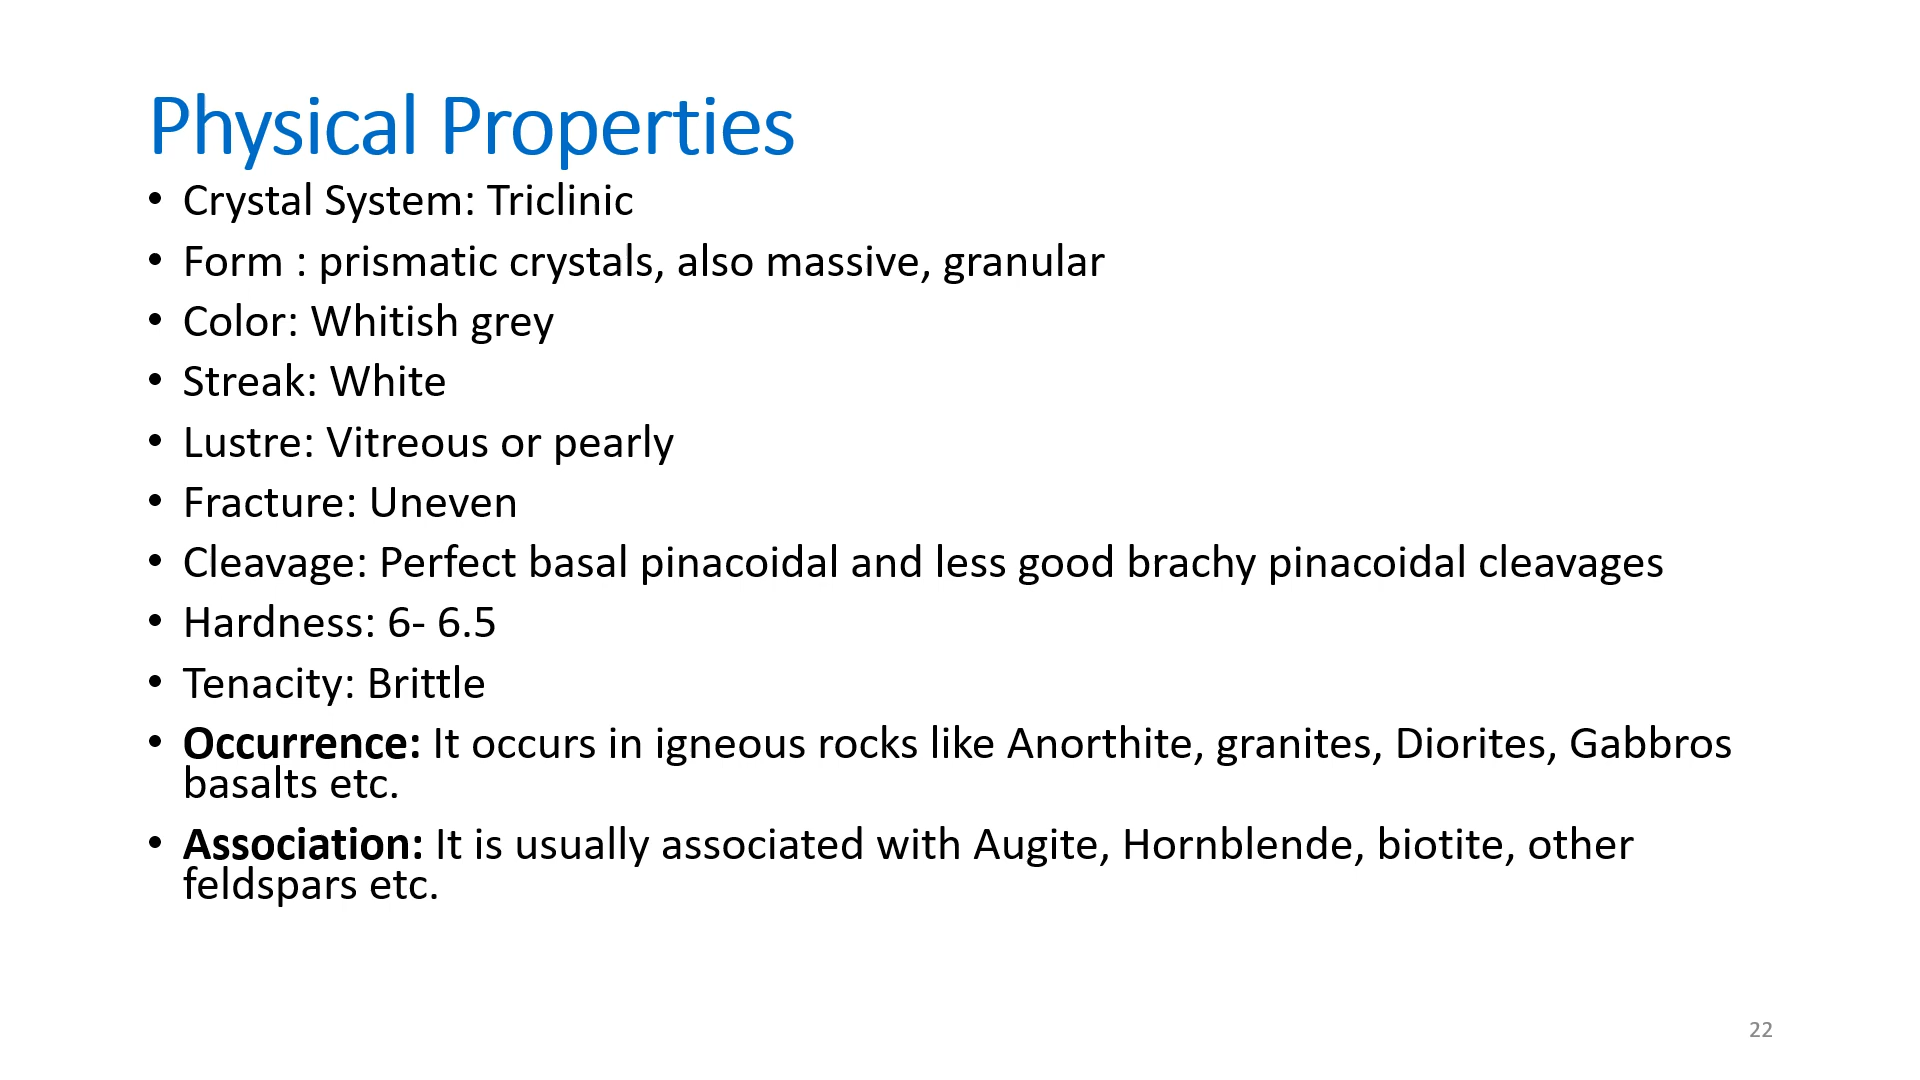 Physical Properties
• Crystal System: Triclinic
• Form : prismatic crystals, also massive, granular
• Color: Whitish grey
• Streak: White
• Lustre: Vitreous or pearly
• Fracture: Uneven
• Cleavage: Perfect basal pinacoidal and less good brachy pinacoidal cleavages
• Hardness: 6- 6.5
• Tenacity: Brittle
• Occurrence: It occurs in igneous rocks like Anorthite, granites, Diorites, Gabbros
basalts etc.
• Association: It is usually associated with Augite, Hornblende, biotite, other
feldspars etc.
22